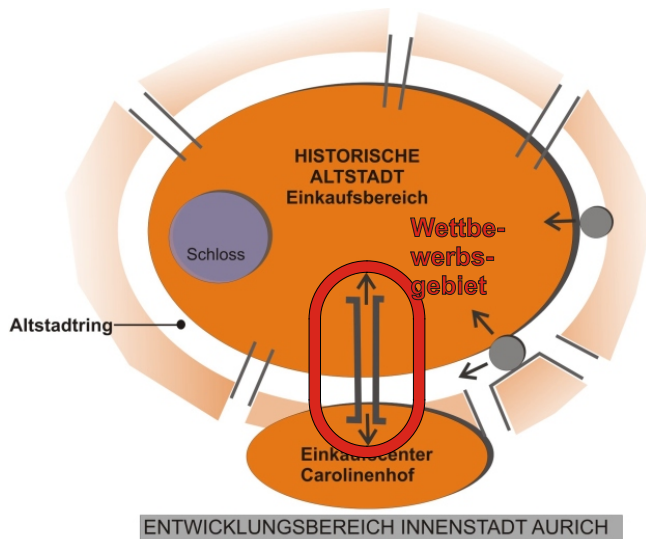 HISTORISCHE
ALTSTADT
Einkaufsbereich
Wettbe-
werbs-
gebiet
Schloss
Altstadtring
Einkaufscenter
Carolinenhof
ENTWICKLUNGSBEREICH INNENSTADT AURICH